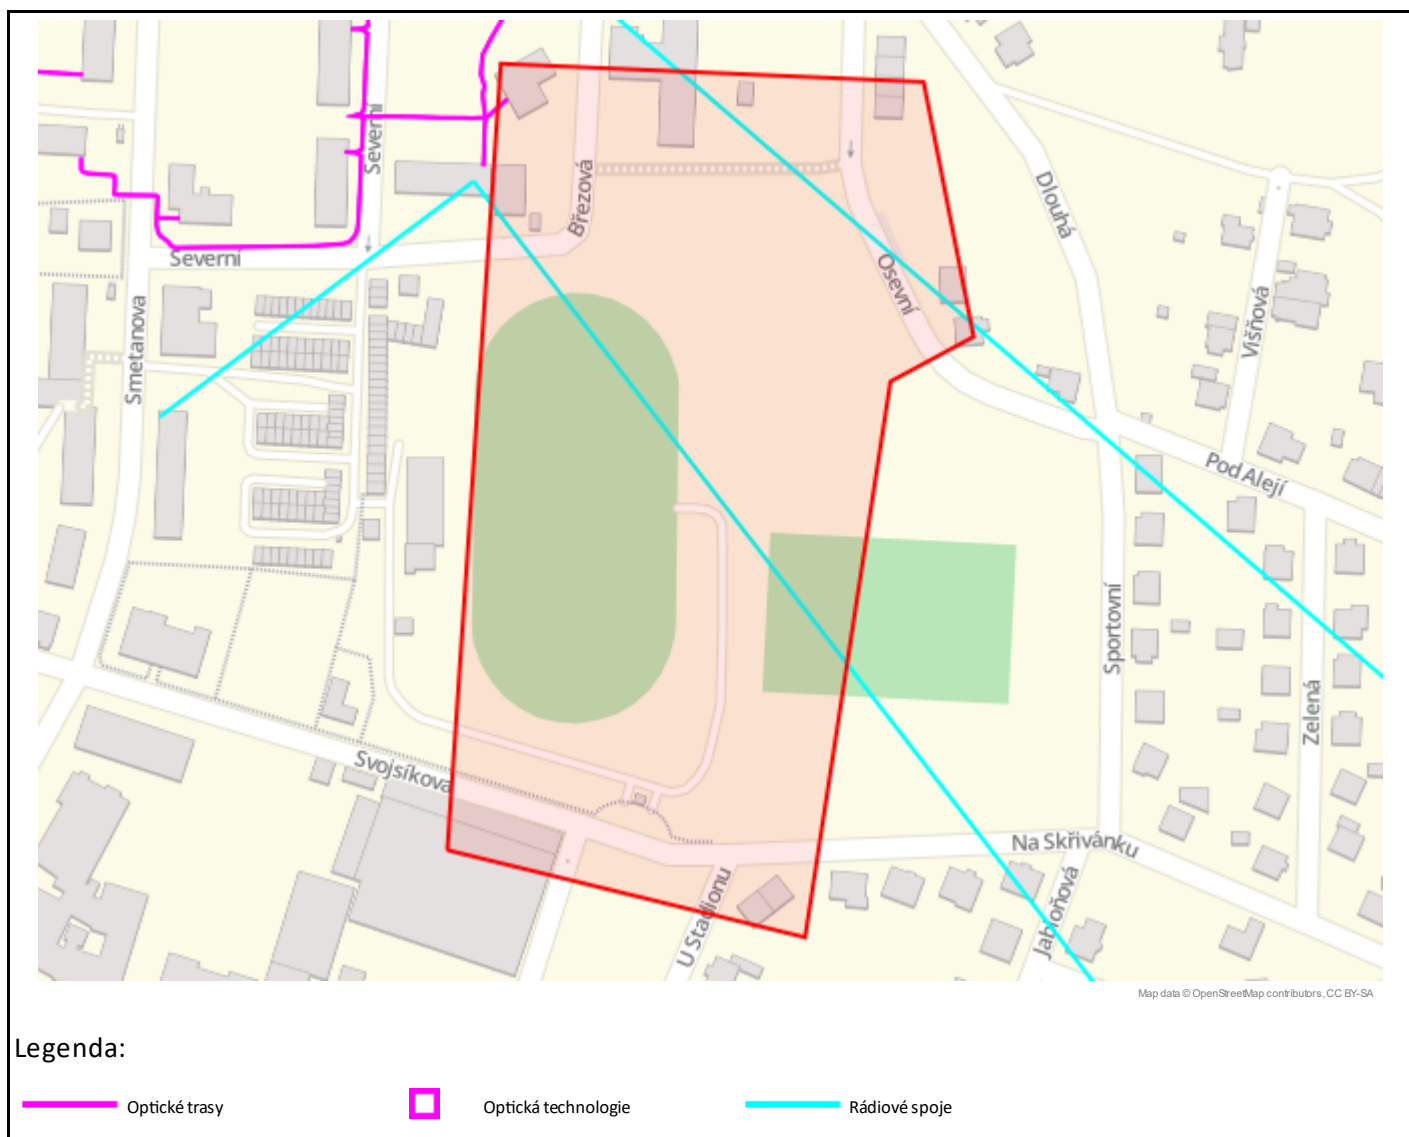 Severní
Březová
Severní
Smetanova
Osevní
Dlouhá
Višňová
Pod Alejí
Sportovní
Zelená
Svojsíkova
Na Skřivánku
U Stadionu
Jabloňová
Map data © OpenStreetMap contributors, CC BY-SA
Legenda:
Optické trasy
Optická technologie
Rádiové spoje